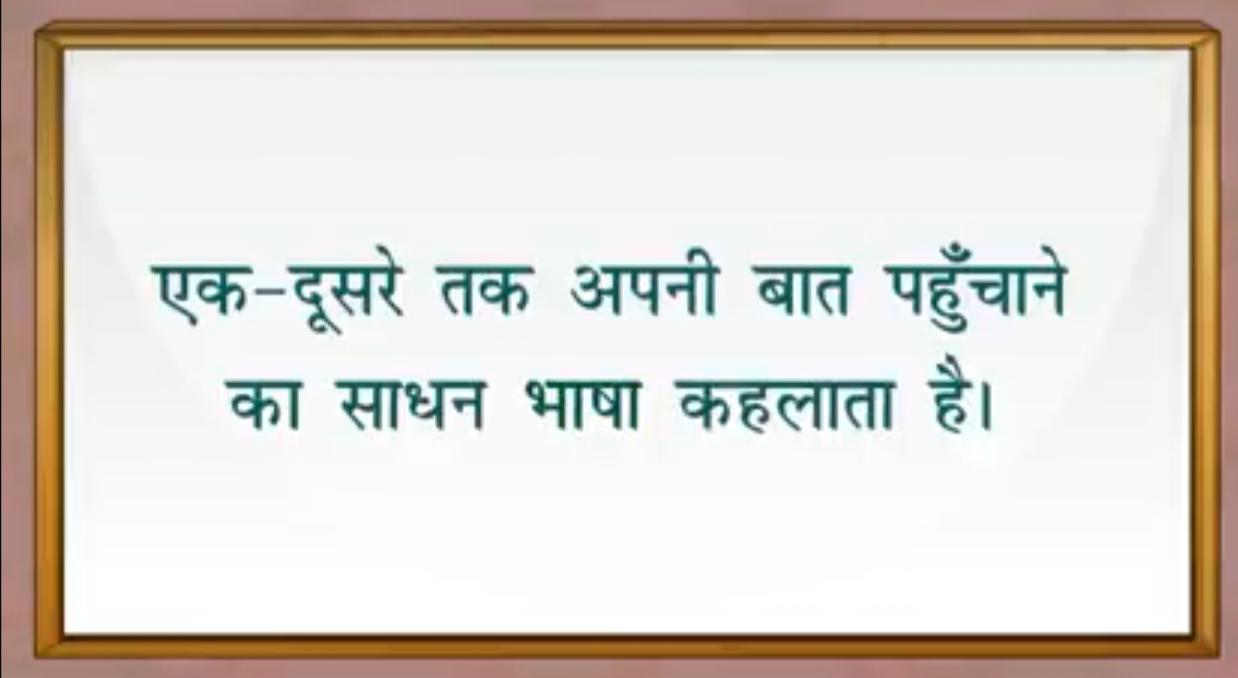 एक-दूसरे तक अपनी बात पहुँचाने
का साधन भाषा कहलाता है।